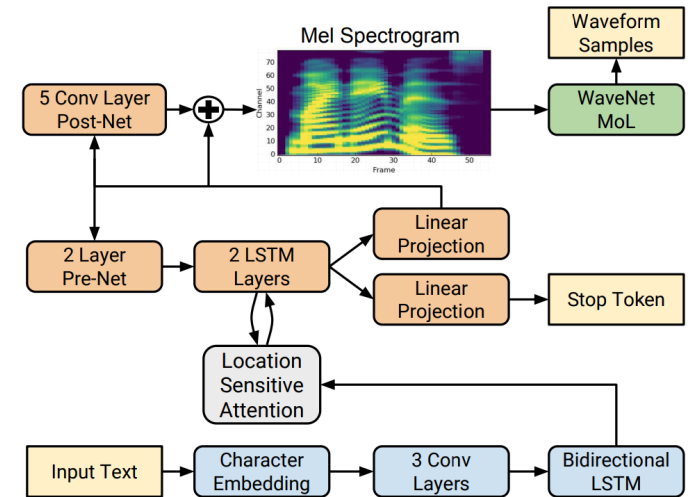 Mel Spectrogram
Waveform
Samples
5 Conv Layer
Post-Net
WaveNet
MoL
Channel
70
60
50
40
30
20
10
0
0 10 20 30 40 50
Frame
2 Layer
Pre-Net
2 LSTM
Layers
Linear
Projection
Linear
Projection
Stop Token
Location
Sensitive
Attention
Input Text
Character
Embedding
3 Conv
Layers
Bidirectional
LSTM